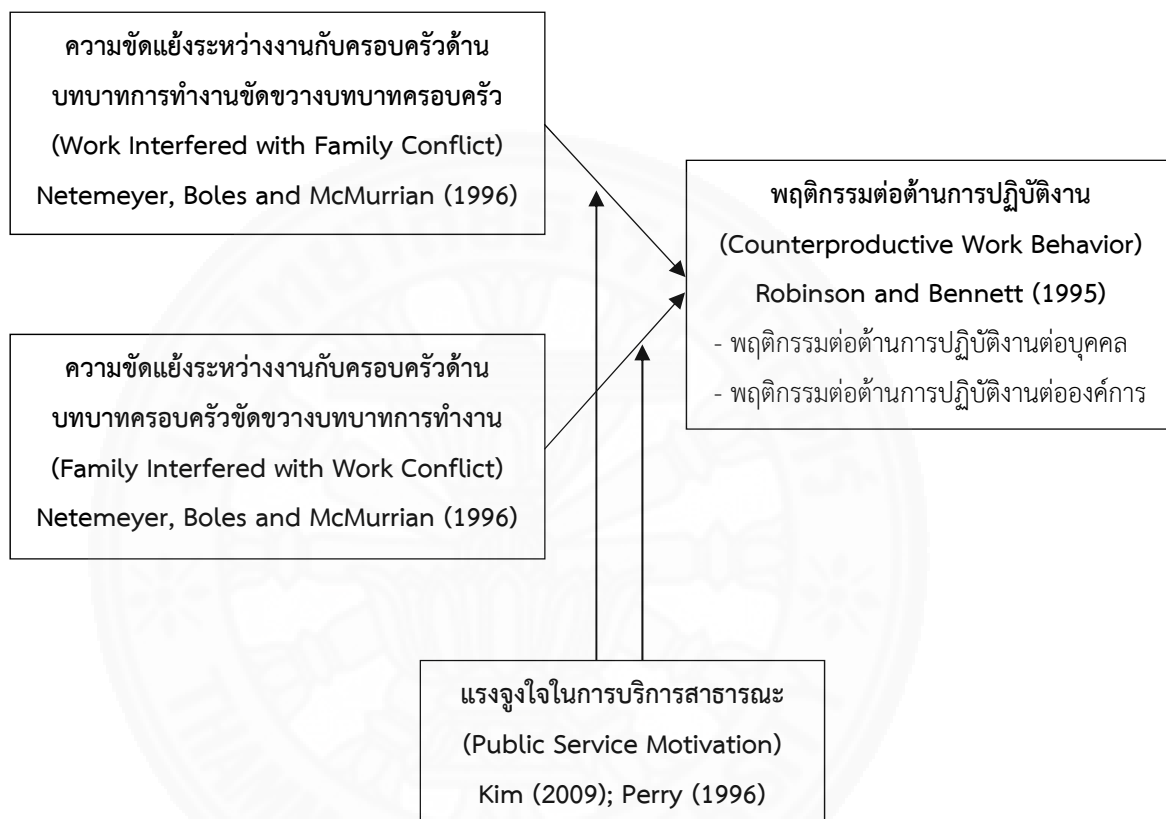 ความขัดแย้งระหว่างงานกับครอบครัวด้าน
บทบาทการทำงานขัดขวางบทบาทครอบครัว
(Work Interfered with Family Conflict)
Netemeyer, Boles and McMurrian (1996)
พฤติกรรมต่อต้านการปฏิบัติงาน
(Counterproductive Work Behavior)
Robinson and Bennett (1995)
- พฤติกรรมต่อต้านการปฏิบัติงานต่อบุคคล
- พฤติกรรมต่อต้านการปฏิบัติงานต่อองค์การ
ความขัดแย้งระหว่างงานกับครอบครัวด้าน
บทบาทครอบครัวขัดขวางบทบาทการทำงาน
(Family Interfered with Work Conflict)
Netemeyer, Boles and McMurrian (1996)
แรงจูงใจในการบริการสาธารณะ
(Public Service Motivation)
Kim (2009); Perry (1996)